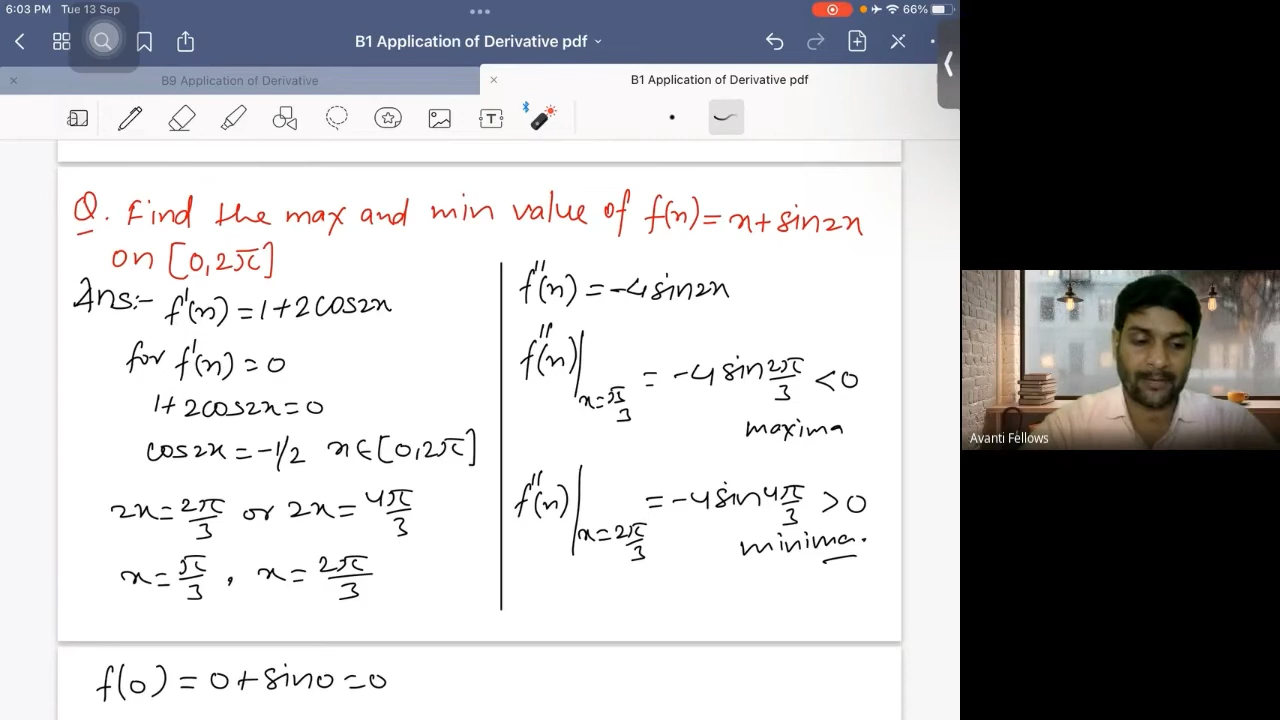 6:03 PM Tue 13 Sep
66%
B1 Application of Derivative pdf
B9 Application of Derivative
B1 Application of Derivative pdf
Q. Find the max and min value of f(x) = x + sin2x
on [0, 2π]
Ans:- f'(x) = 1 + 2cos2x
for f'(x) = 0
1 + 2cos2x = 0
cos2x = -1/2 x ∈ [0, 2π]
2x = 2π/3 or 2x = 4π/3
x = π/3 , x = 2π/3
f''(x) = -4 sin2x
f''(x)| x = π/3 = -4 sin 2π/3 < 0
maxima
f''(x)| x = 2π/3 = -4 sin 4π/3 > 0
minima.
f(0) = 0 + sin0 = 0
Avanti Fellows